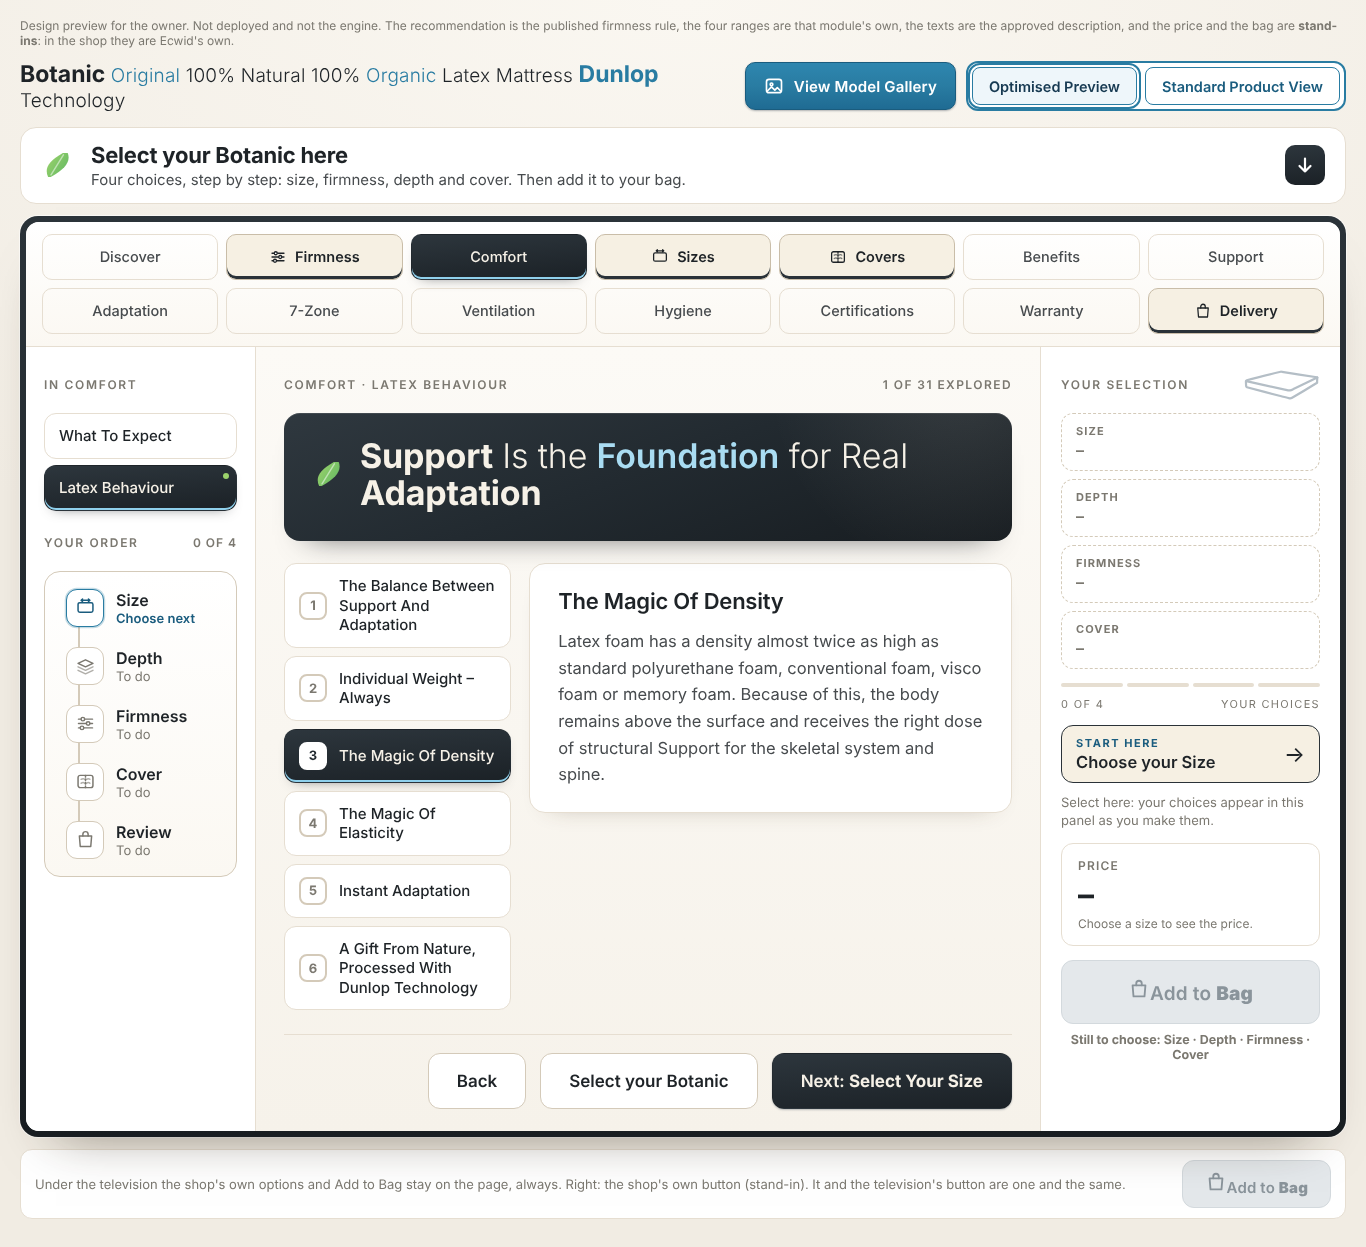 Design preview for the owner. Not deployed and not the engine. The recommendation is the published firmness rule, the four ranges are that module's own, the texts are the approved description, and the price and the bag are stand-
ins: in the shop they are Ecwid's own.
Botanic Original 100% Natural 100% Organic Latex Mattress Dunlop
Technology
View Model Gallery
Optimised Preview
Standard Product View
Select your Botanic here
Four choices, step by step: size, firmness, depth and cover. Then add it to your bag.
Discover
Firmness
Comfort
Sizes
Covers
Benefits
Support
Adaptation
7-Zone
Ventilation
Hygiene
Certifications
Warranty
Delivery
IN COMFORT
What To Expect
Latex Behaviour
YOUR ORDER
0 OF 4
Size
Choose next
Depth
To do
Firmness
To do
Cover
To do
Review
To do
COMFORT · LATEX BEHAVIOUR
1 OF 31 EXPLORED
Support Is the Foundation for Real
Adaptation
1
The Balance Between
Support And
Adaptation
2
Individual Weight –
Always
3
The Magic Of Density
4
The Magic Of
Elasticity
5
Instant Adaptation
6
A Gift From Nature,
Processed With
Dunlop Technology
The Magic Of Density
Latex foam has a density almost twice as high as
standard polyurethane foam, conventional foam, visco
foam or memory foam. Because of this, the body
remains above the surface and receives the right dose
of structural Support for the skeletal system and
spine.
Back
Select your Botanic
Next: Select Your Size
YOUR SELECTION
SIZE
–
DEPTH
–
FIRMNESS
–
COVER
–
0 OF 4
YOUR CHOICES
START HERE
Choose your Size
Select here: your choices appear in this
panel as you make them.
PRICE
–
Choose a size to see the price.
Add to Bag
Still to choose: Size · Depth · Firmness ·
Cover
Under the television the shop's own options and Add to Bag stay on the page, always. Right: the shop's own button (stand-in). It and the television's button are one and the same.
Add to Bag